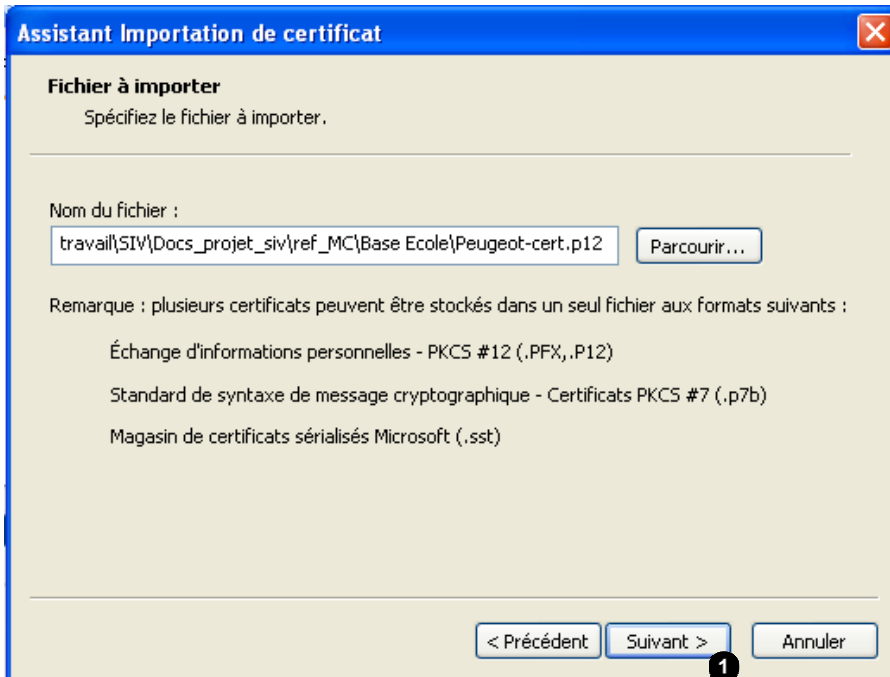 Assistant Importation de certificat
Fichier à importer
Spécifiez le fichier à importer.
Nom du fichier :
travail\SIV\Docs_projet_siv\ref_MC\Base Ecole\Peugeot-cert.p12
Parcourir...
Remarque : plusieurs certificats peuvent être stockés dans un seul fichier aux formats suivants :
Échange d'informations personnelles - PKCS #12 (.PFX,.P12)
Standard de syntaxe de message cryptographique - Certificats PKCS #7 (.p7b)
Magasin de certificats sérialisés Microsoft (.sst)
< Précédent Suivant > Annuler
1